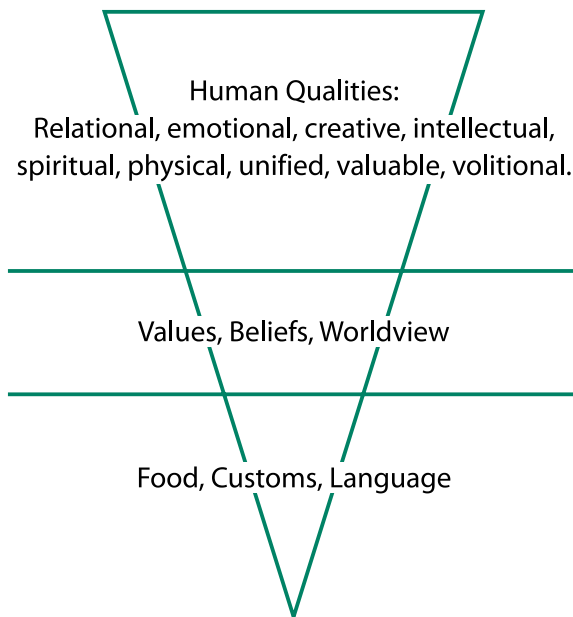 Human Qualities:
Relational, emotional, creative, intellectual,
spiritual, physical, unified, valuable, volitional.
Values, Beliefs, Worldview
Food, Customs, Language